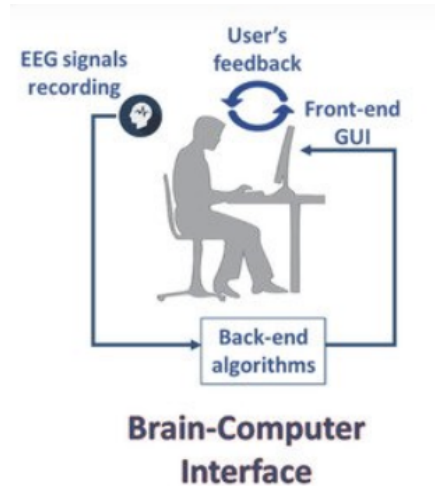 User's
feedback
EEG signals
recording
Front-end
GUI
Back-end
algorithms
Brain-Computer
Interface